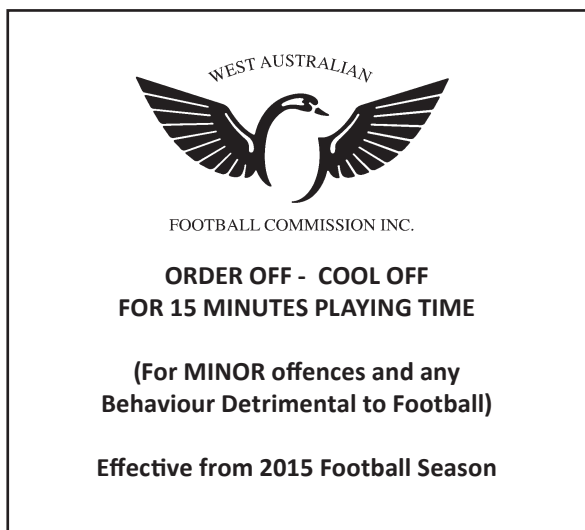 WEST AUSTRALIAN
FOOTBALL COMMISSION INC.
ORDER OFF - COOL OFF
FOR 15 MINUTES PLAYING TIME
(For MINOR offences and any
Behaviour Detrimental to Football)
Effective from 2015 Football Season